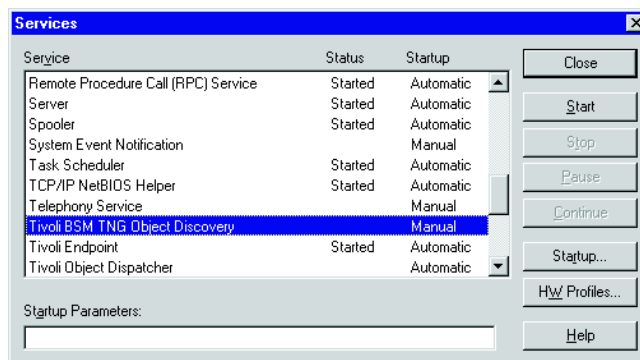 Services
Service Status Startup
Remote Procedure Call (RPC) Service Started Automatic
Server Started Automatic
Spooler Started Automatic
System Event Notification Manual
Task Scheduler Started Automatic
TCP/IP NetBIOS Helper Started Automatic
Telephony Service Manual
Tivoli BSM TNG Object Discovery Manual
Tivoli Endpoint Started Automatic
Tivoli Object Dispatcher Automatic
Startup Parameters:
Close
Start
Stop
Pause
Continue
Startup...
HW Profiles...
Help